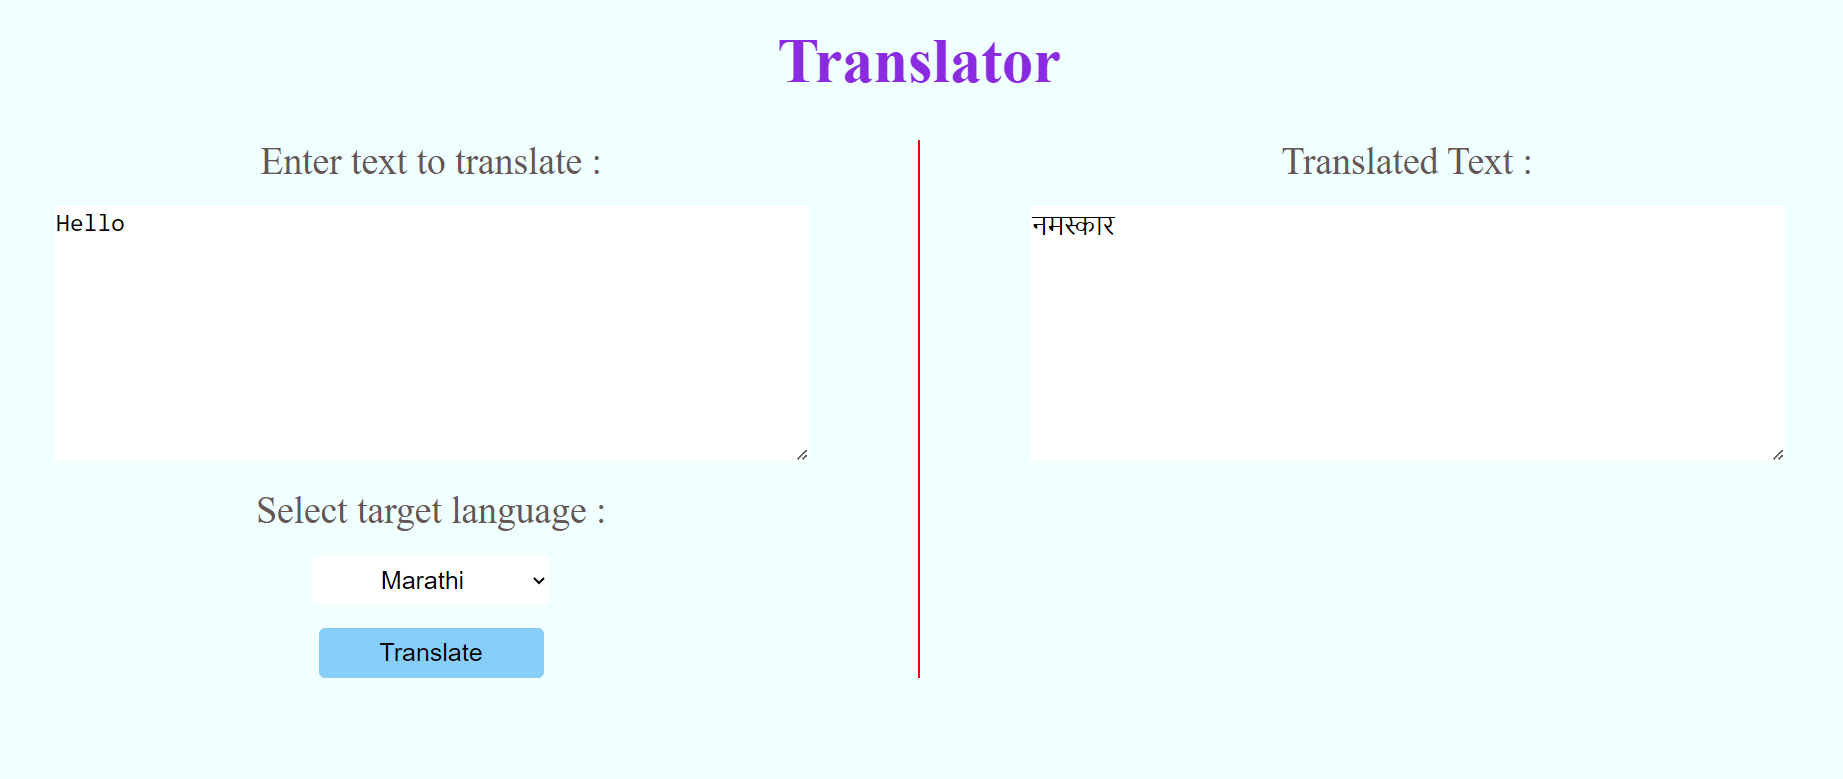 Translator
Enter text to translate :
Hello
Select target language :
Marathi
Translate
Translated Text :
नमस्कार